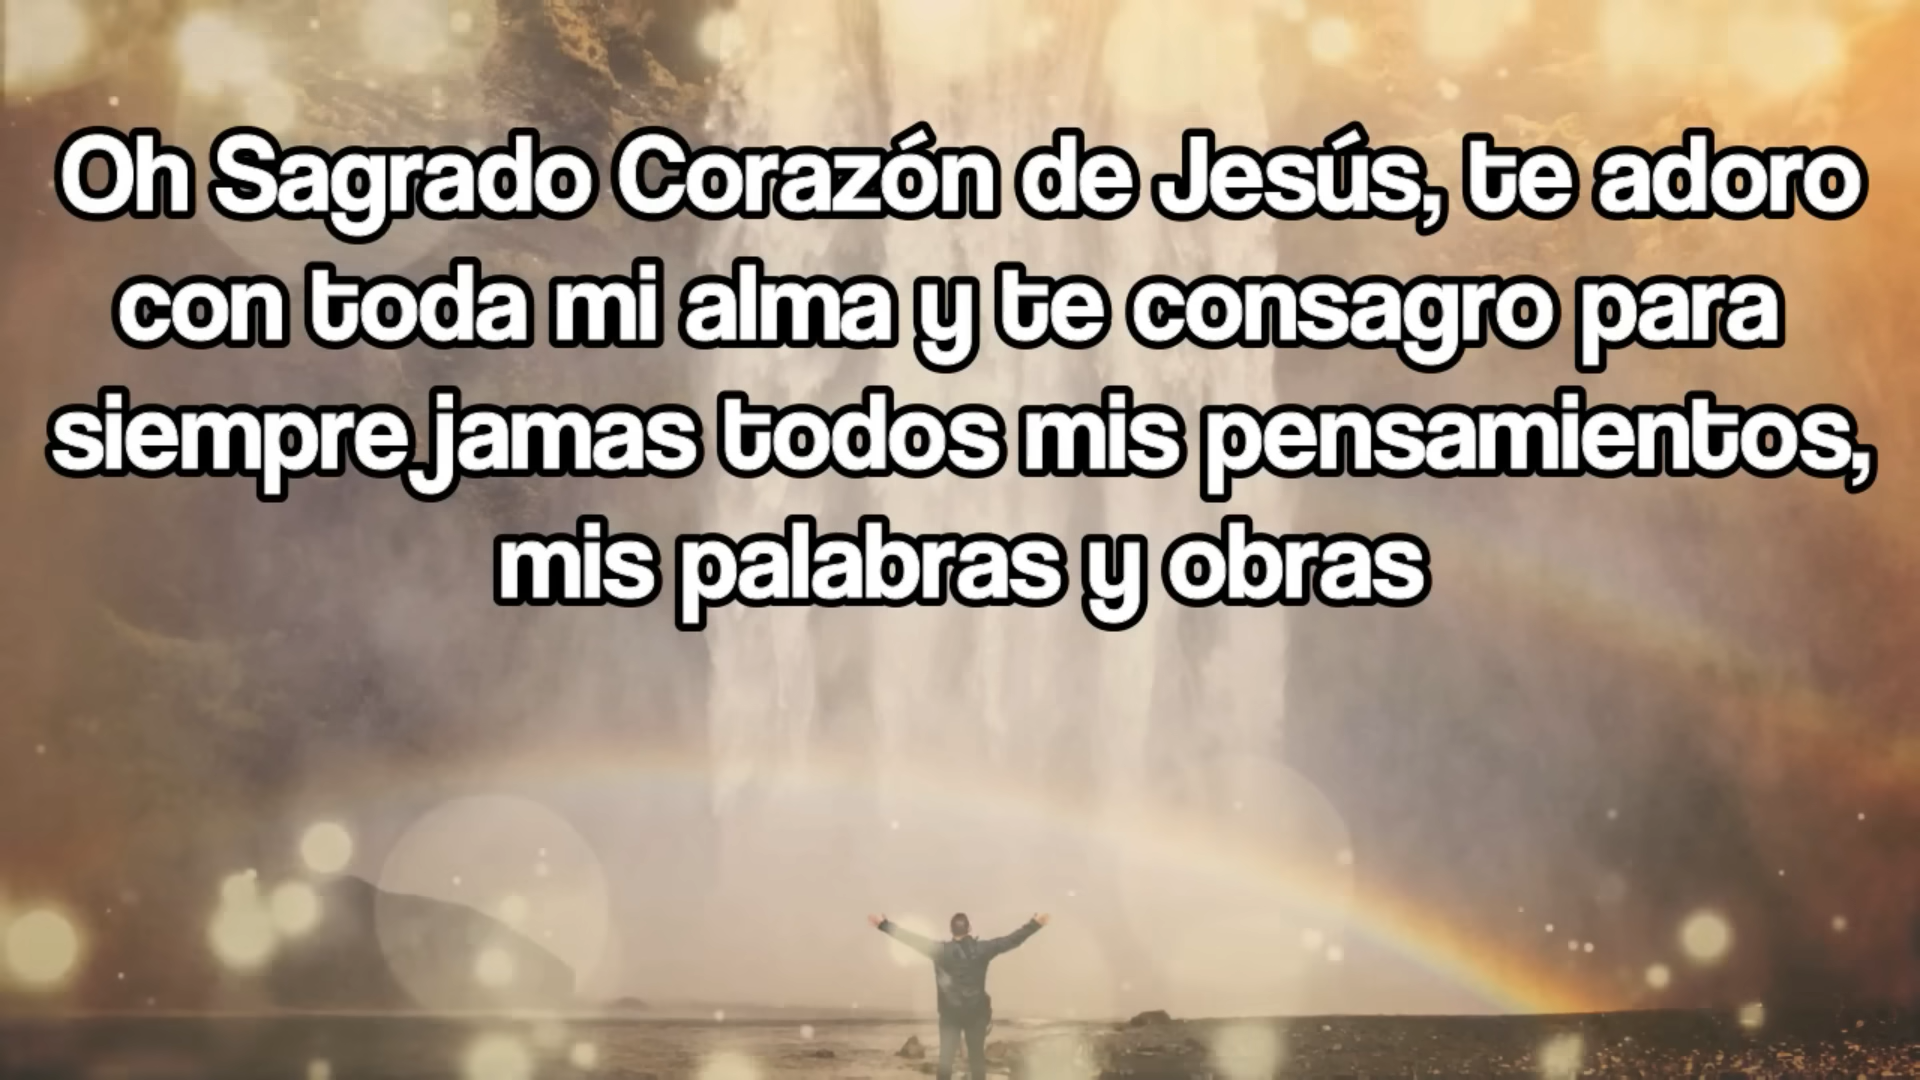 Oh Sagrado Corazón de Jesús, te adoro
con toda mi alma y te consagro para
siempre jamas todos mis pensamientos,
mis palabras y obras